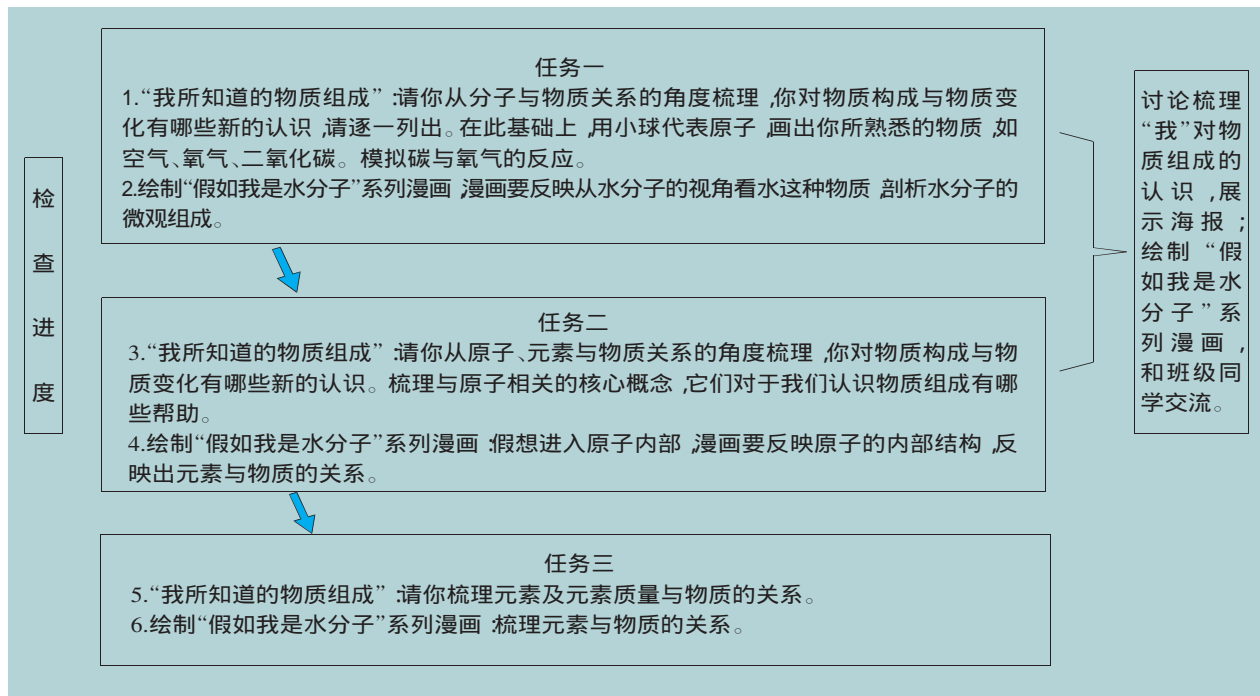 检
查
进
度
任务一
1.“我所知道的物质组成”:请你从分子与物质关系的角度梳理,你对物质构成与物质变
化有哪些新的认识,请逐一列出。在此基础上,用小球代表原子,画出你所熟悉的物质,如
空气、氧气、二氧化碳。模拟碳与氧气的反应。
2.绘制“假如我是水分子”系列漫画,漫画要反映从水分子的视角看水这种物质,剖析水分子的
微观组成。
任务二
3.“我所知道的物质组成”:请你从原子、元素与物质关系的角度梳理,你对物质构成与物
质变化有哪些新的认识。梳理与原子相关的核心概念,它们对于我们认识物质组成有哪
些帮助。
4.绘制“假如我是水分子”系列漫画:假想进入原子内部,漫画要反映原子的内部结构,反
映出元素与物质的关系。
任务三
5.“我所知道的物质组成”:请你梳理元素及元素质量与物质的关系。
6.绘制“假如我是水分子”系列漫画:梳理元素与物质的关系。
讨论梳理
“我”对物
质组成的
认识,展
示海报;
绘制“假
如我是水
分子”系
列漫画,
和班级同
学交流。